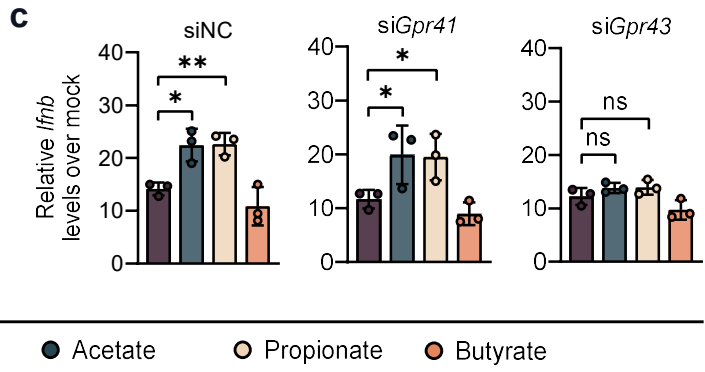 c
siNC
siGpr41
siGpr43
Relative Ifnb
levels over mock
40
30
20
10
0
**
*
40
30
20
10
0
*
*
40
30
20
10
0
ns
ns
Acetate
Propionate
Butyrate